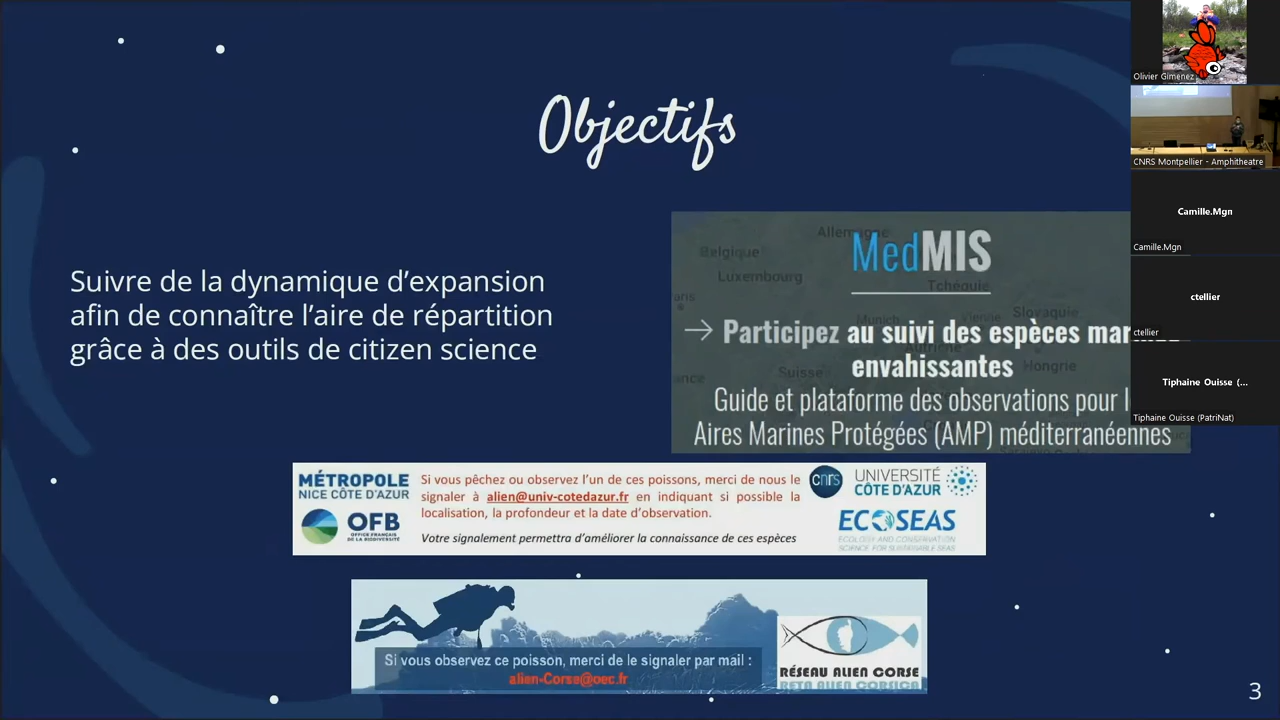 Objectifs
Suivre de la dynamique d'expansion
afin de connaître l'aire de répartition
grâce à des outils de citizen science
Allemagne
Belgique
Luxembourg
Tchéquie
MedMIS
Munich
Vienne
Slovaquie
→ Participez au suivi des espèces mar
Autriche
Suisse
Hongrie
envahissantes
Guide et plateforme des observations pour l
Aires Marines Protégées (AMP) méditerranéennes
MÉTROPOLE
NICE CÔTE D'AZUR
OFB
OFFICE FRANÇAIS
DE LA BIODIVERSITÉ
Si vous pêchez ou observez l'un de ces poissons, merci de nous le
signaler à alien@univ-cotedazur.fr en indiquant si possible la
localisation, la profondeur et la date d'observation.
Votre signalement permettra d'améliorer la connaissance de ces espèces
cnrs
UNIVERSITÉ
CÔTE D'AZUR
ECOSEAS
ECOLOGY AND CONSERVATION
SCIENCE FOR SUSTAINABLE SEAS
Si vous observez ce poisson, merci de le signaler par mail :
alien-Corse@oec.fr
RÉSEAU ALIEN CORSE
RETA ALIEN CORSICA
3
Olivier Gimenez
CNRS Montpellier - Amphitheatre
Camille.Mgn
Camille.Mgn
ctellier
ctellier
Tiphaine Ouisse (...
Tiphaine Ouisse (PatriNat)